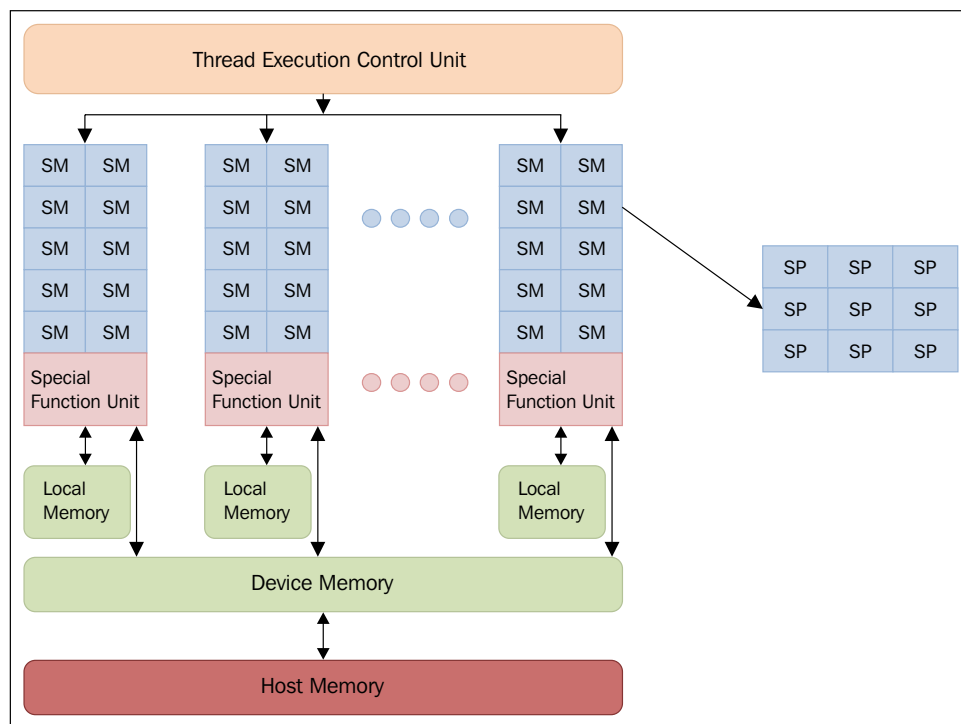 Thread Execution Control Unit
SM SM SM SM SM SM
SM SM SM SM SM SM
SM SM SM SM SM SM
SM SM SM SM SM SM
SM SM SM SM SM SM
SP SP SP
SP SP SP
SP SP SP
Special
Function Unit
Special
Function Unit
Special
Function Unit
Local
Memory
Local
Memory
Local
Memory
Device Memory
Host Memory